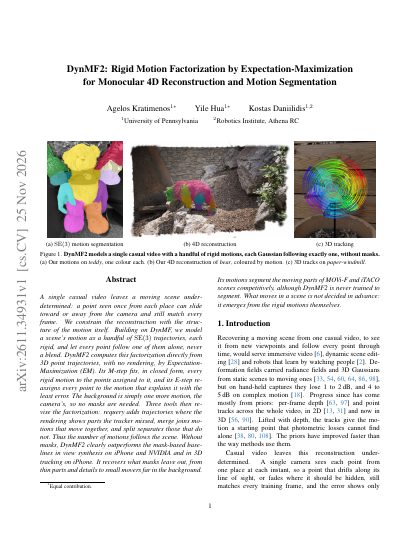 DynMF2: Rigid Motion Factorization by Expectation-Maximization
for Monocular 4D Reconstruction and Motion Segmentation
Agelos Kratimenos1* Yile Hua1* Kostas Daniilidis1,2
1University of Pennsylvania 2Robotics Institute, Athena RC
arXiv:2611.34931v1 [cs.CV] 25 Nov 2026
(a) SE(3) motion segmentation
(b) 4D reconstruction
(c) 3D tracking
Figure 1. DynMF2 models a single casual video with a handful of rigid motions, each Gaussian following exactly one, without masks.
(a) Our motions on teddy, one colour each. (b) Our 4D reconstruction of bear, coloured by motion. (c) 3D tracks on paper-windmill.
Abstract
A single casual video leaves a moving scene under-
determined: a point seen once from each place can slide
toward or away from the camera and still match every
frame. We constrain the reconstruction with the struc-
ture of the motion itself. Building on DynMF, we model
a scene's motion as a handful of SE(3) trajectories, each
rigid, and let every point follow one of them alone, never
a blend. DynMF2 computes this factorization directly from
3D point trajectories, with no rendering, by Expectation-
Maximization (EM). Its M-step fits, in closed form, every
rigid motion to the points assigned to it, and its E-step re-
assigns every point to the motion that explains it with the
least error. The background is simply one more motion, the
camera's, so no masks are needed. Three tools then re-
vise the factorization: requery adds trajectories where the
rendering shows parts the tracker missed, merge joins mo-
tions that move together, and split separates those that do
not. Thus the number of motions follows the scene. Without
masks, DynMF2 clearly outperforms the mask-based base-
lines in view synthesis on iPhone and NVIDIA and in 3D
tracking on iPhone. It recovers what masks leave out, from
thin parts and details to small movers far in the background.
*Equal contribution.
Its motions segment the moving parts of MOVi-F and iTACO
scenes competitively, although DynMF2 is never trained to
segment. What moves in a scene is not decided in advance:
it emerges from the rigid motions themselves.
1. Introduction
Recovering a moving scene from one casual video, to see
it from new viewpoints and follow every point through
time, would serve immersive video [6], dynamic scene edit-
ing [28] and robots that learn by watching people [2]. De-
formation fields carried radiance fields and 3D Gaussians
from static scenes to moving ones [33, 54, 60, 64, 86, 98],
but on hand-held captures they lose 1 to 2 dB, and 4 to
5 dB on complex motion [18]. Progress since has come
mostly from priors: per-frame depth [63, 97] and point
tracks across the whole video, in 2D [13, 31] and now in
3D [56, 90]. Lifted with depth, the tracks give the mo-
tion a starting point that photometric losses cannot find
alone [38, 80, 106]. The priors have improved faster than
the way methods use them.
Casual video leaves this reconstruction under-
determined. A single camera sees each point from
one place at each instant, so a point that drifts along its
line of sight, or fades where it should be hidden, still
matches every training frame, and the error shows only
1